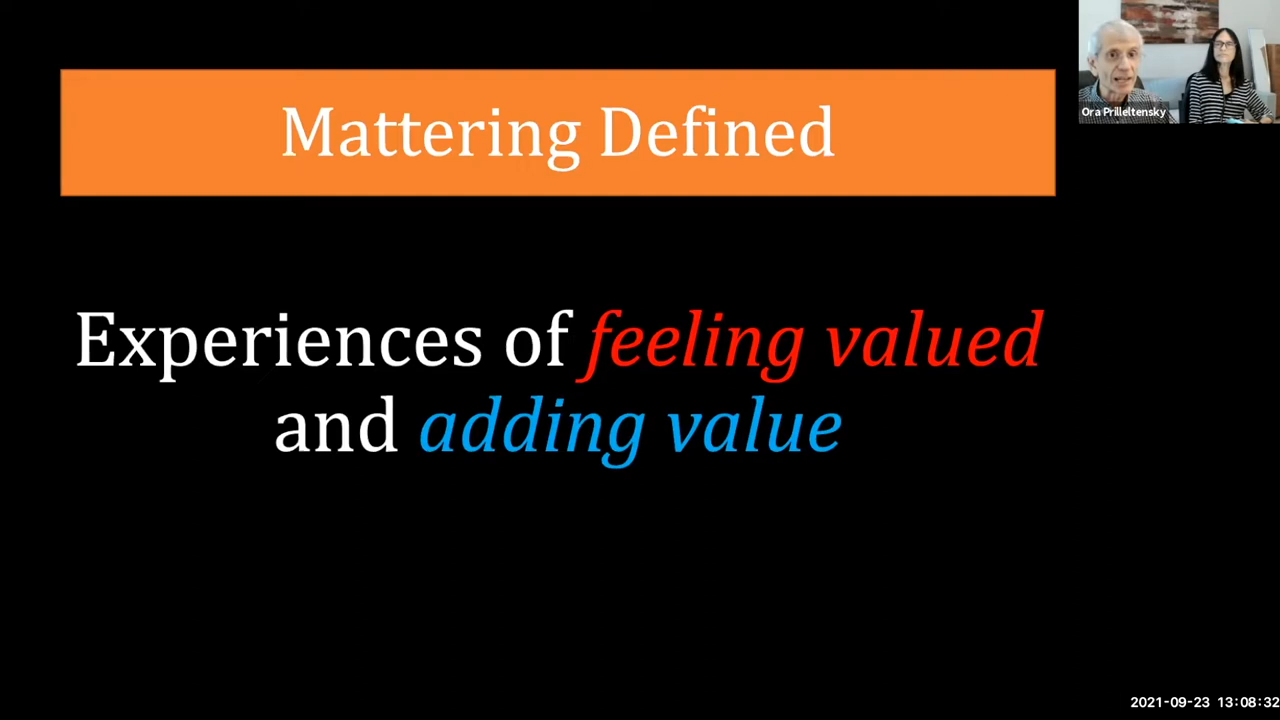 Mattering Defined
Ora Prilleltensky
Experiences of feeling valued
and adding value
2021-09-23 13:08:32